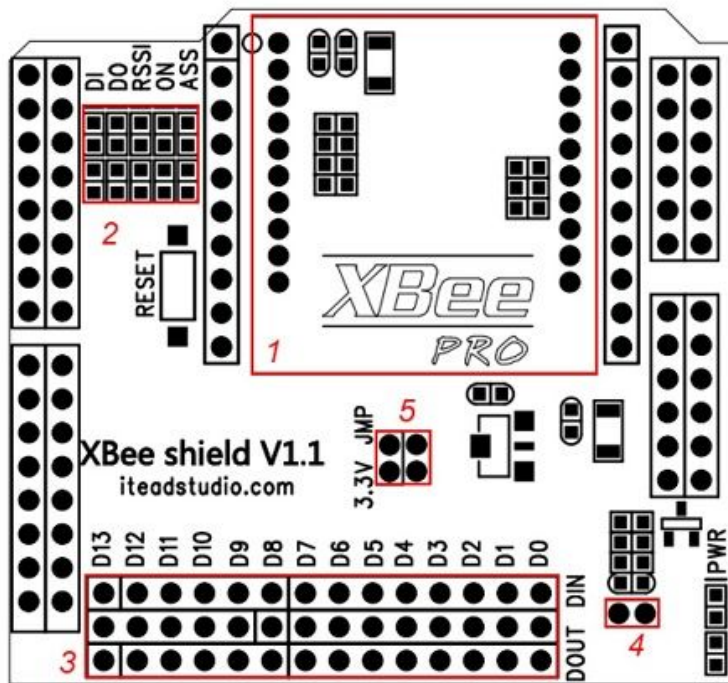 DI
DO
RSSI
ON
ASS
2
RESET
XBee
PRO
1
5
3.3V JMP
XBee shield V1.1
iteadstudio.com
D13 D12 D11 D10 D9 D8 D7 D6 D5 D4 D3 D2 D1 D0
DIN
DOUT
3
4
PWR